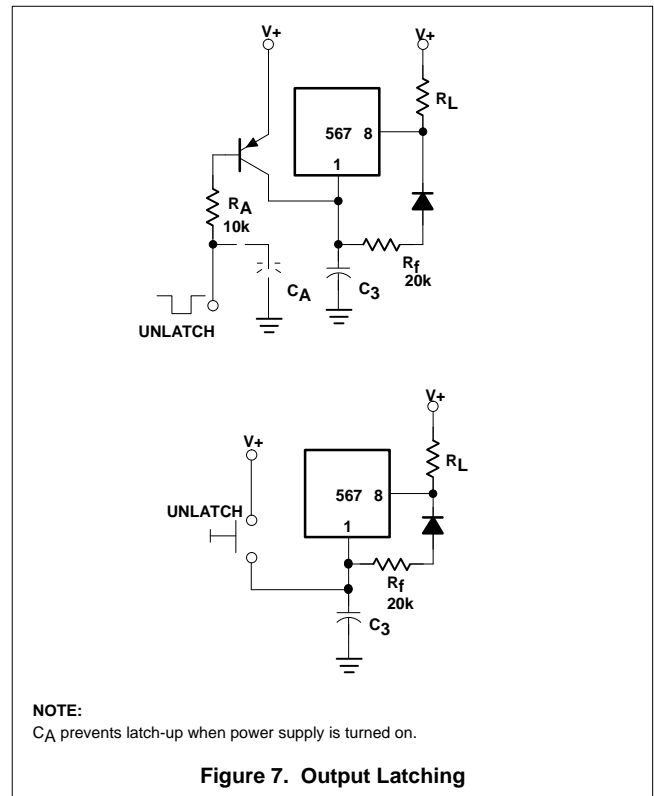 V+
V+
RL
567 8
1
RA
10k
Rf
20k
CA
C3
UNLATCH
V+
V+
RL
567 8
UNLATCH
1
Rf
20k
C3
NOTE:
CA prevents latch-up when power supply is turned on.
Figure 7. Output Latching